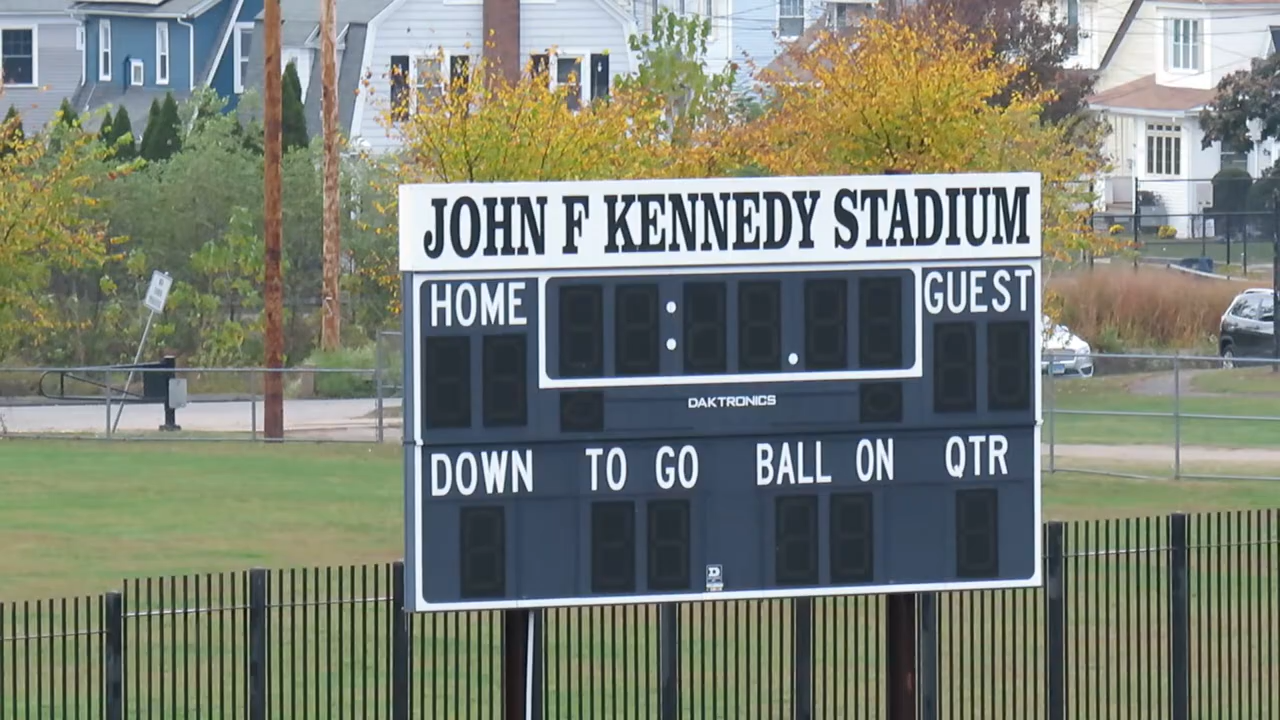 JOHN F KENNEDY STADIUM
HOME
GUEST
DAKTRONICS
DOWN TO GO BALL ON QTR